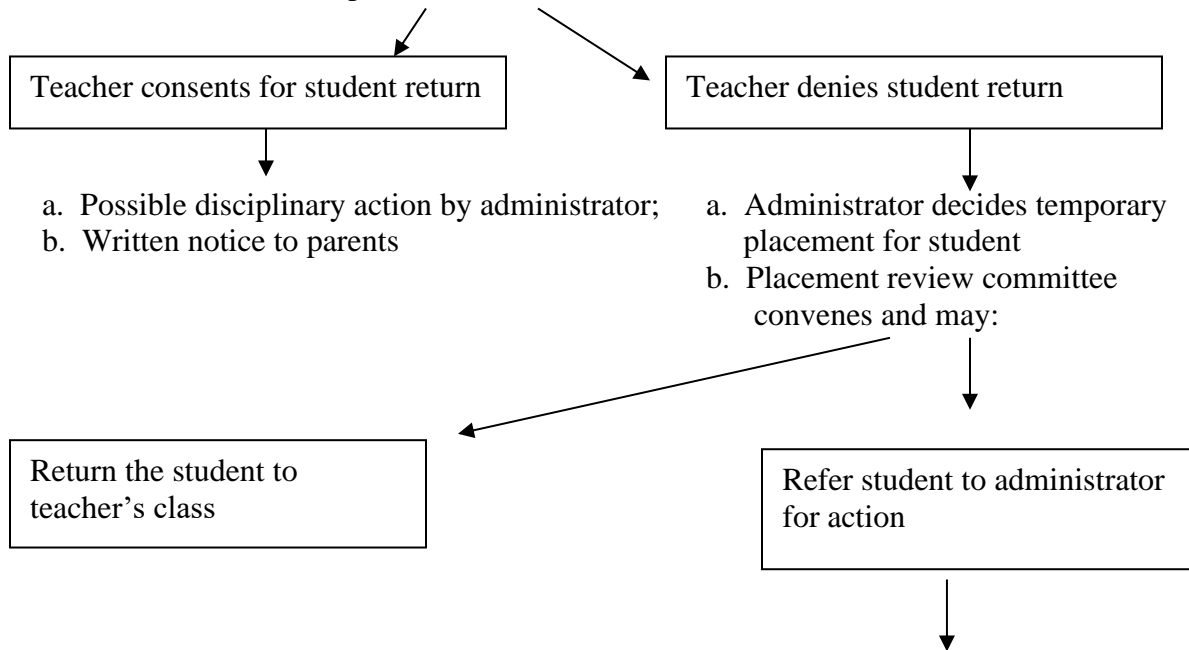 Teacher consents for student return
Teacher denies student return
a. Possible disciplinary action by administrator;
b. Written notice to parents
a. Administrator decides temporary
placement for student
b. Placement review committee
convenes and may:
Return the student to
teacher’s class
Refer student to administrator
for action